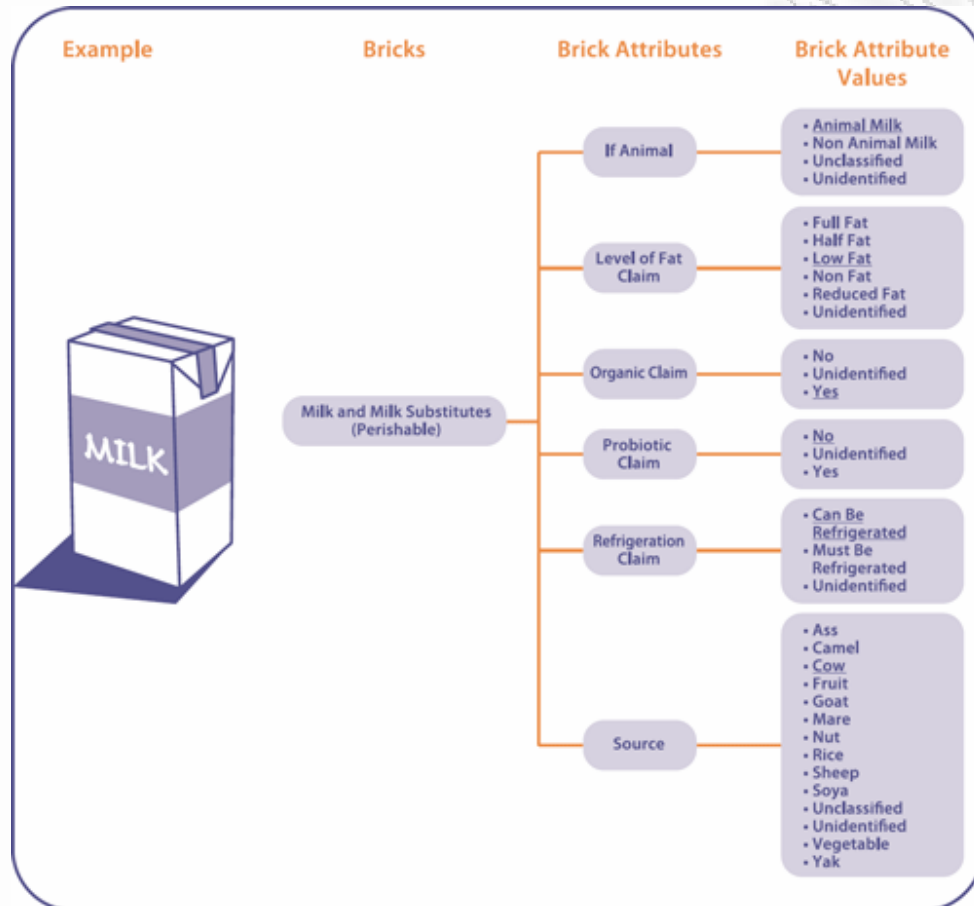 Example
Bricks
Brick Attributes
Brick Attribute
Values
MILK
Milk and Milk Substitutes
(Perishable)
If Animal
• Animal Milk
• Non Animal Milk
• Unclassified
• Unidentified
Level of Fat
Claim
• Full Fat
• Half Fat
• Low Fat
• Non Fat
• Reduced Fat
• Unidentified
Organic Claim
• No
• Unidentified
• Yes
Probiotic
Claim
• No
• Unidentified
• Yes
Refrigeration
Claim
• Can Be
Refrigerated
• Must Be
Refrigerated
• Unidentified
Source
• Ass
• Camel
• Cow
• Fruit
• Goat
• Mare
• Nut
• Rice
• Sheep
• Soya
• Unclassified
• Unidentified
• Vegetable
• Yak